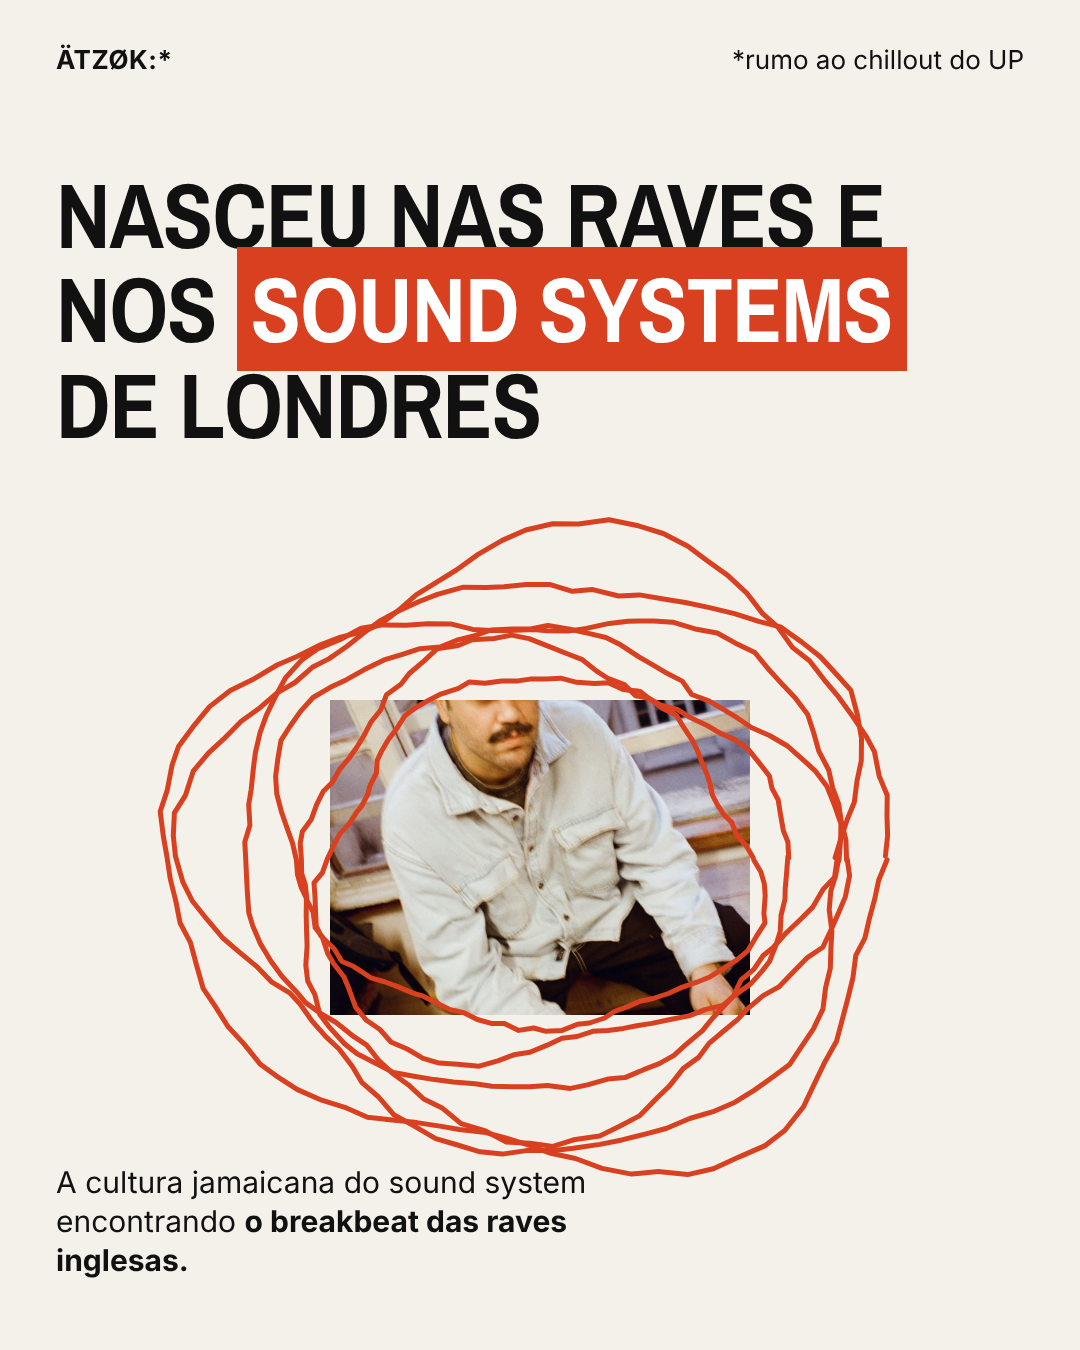 ÄTZØK:*
*rumo ao chillout do UP
NASCEU NAS RAVES E
NOS SOUND SYSTEMS
DE LONDRES
A cultura jamaicana do sound system
encontrando o breakbeat das raves
inglesas.